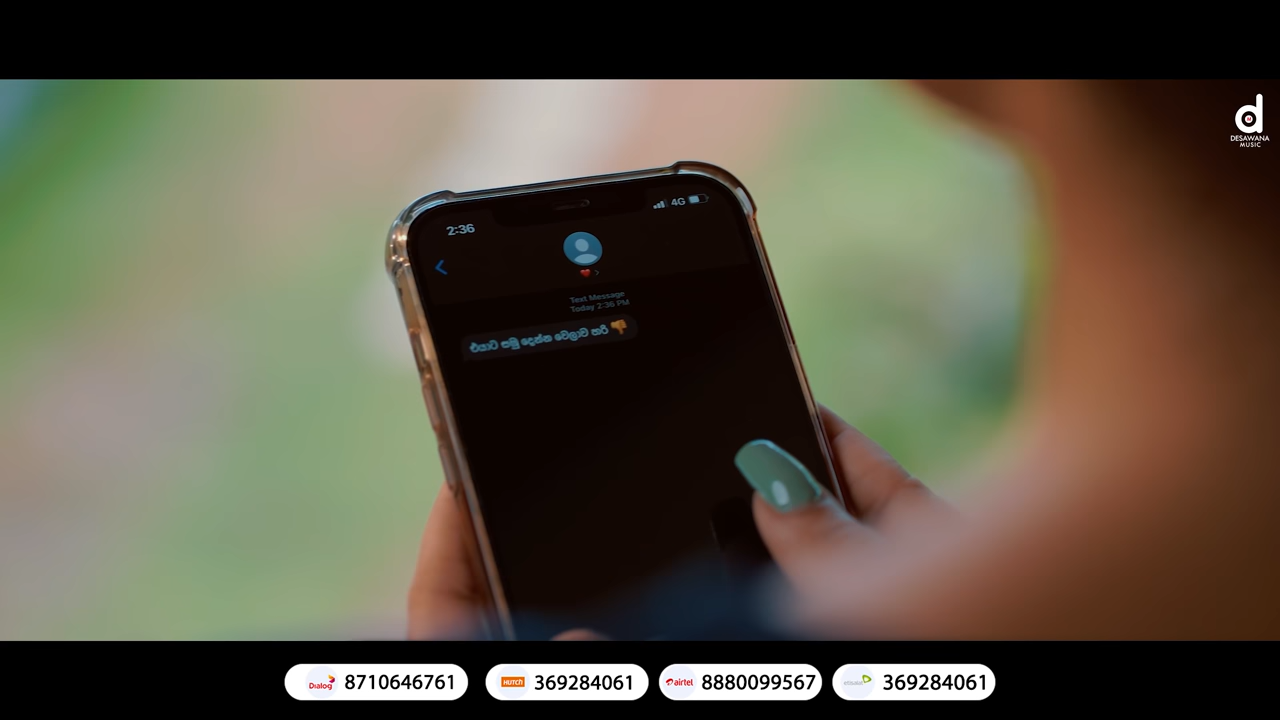 DESAWANA
MUSIC
2:36
4G
Text Message
Today 2:36 PM
එයාට පමු දෙන්න වෙලාව හරි 👎
Dialog 8710646761
HUTCH 369284061
airtel 8880099567
etisalat 369284061